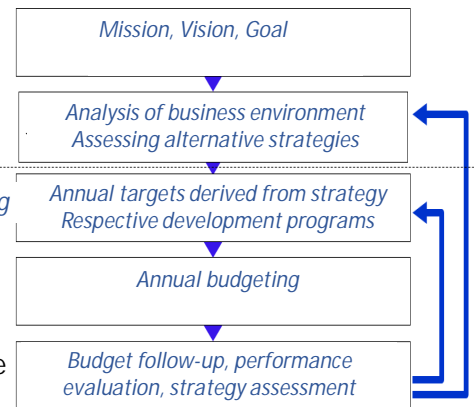 Mission, Vision, Goal
Analysis of business environment
Assessing alternative strategies
g
Annual targets derived from strategy
Respective development programs
Annual budgeting
e
Budget follow-up, performance
evaluation, strategy assessment